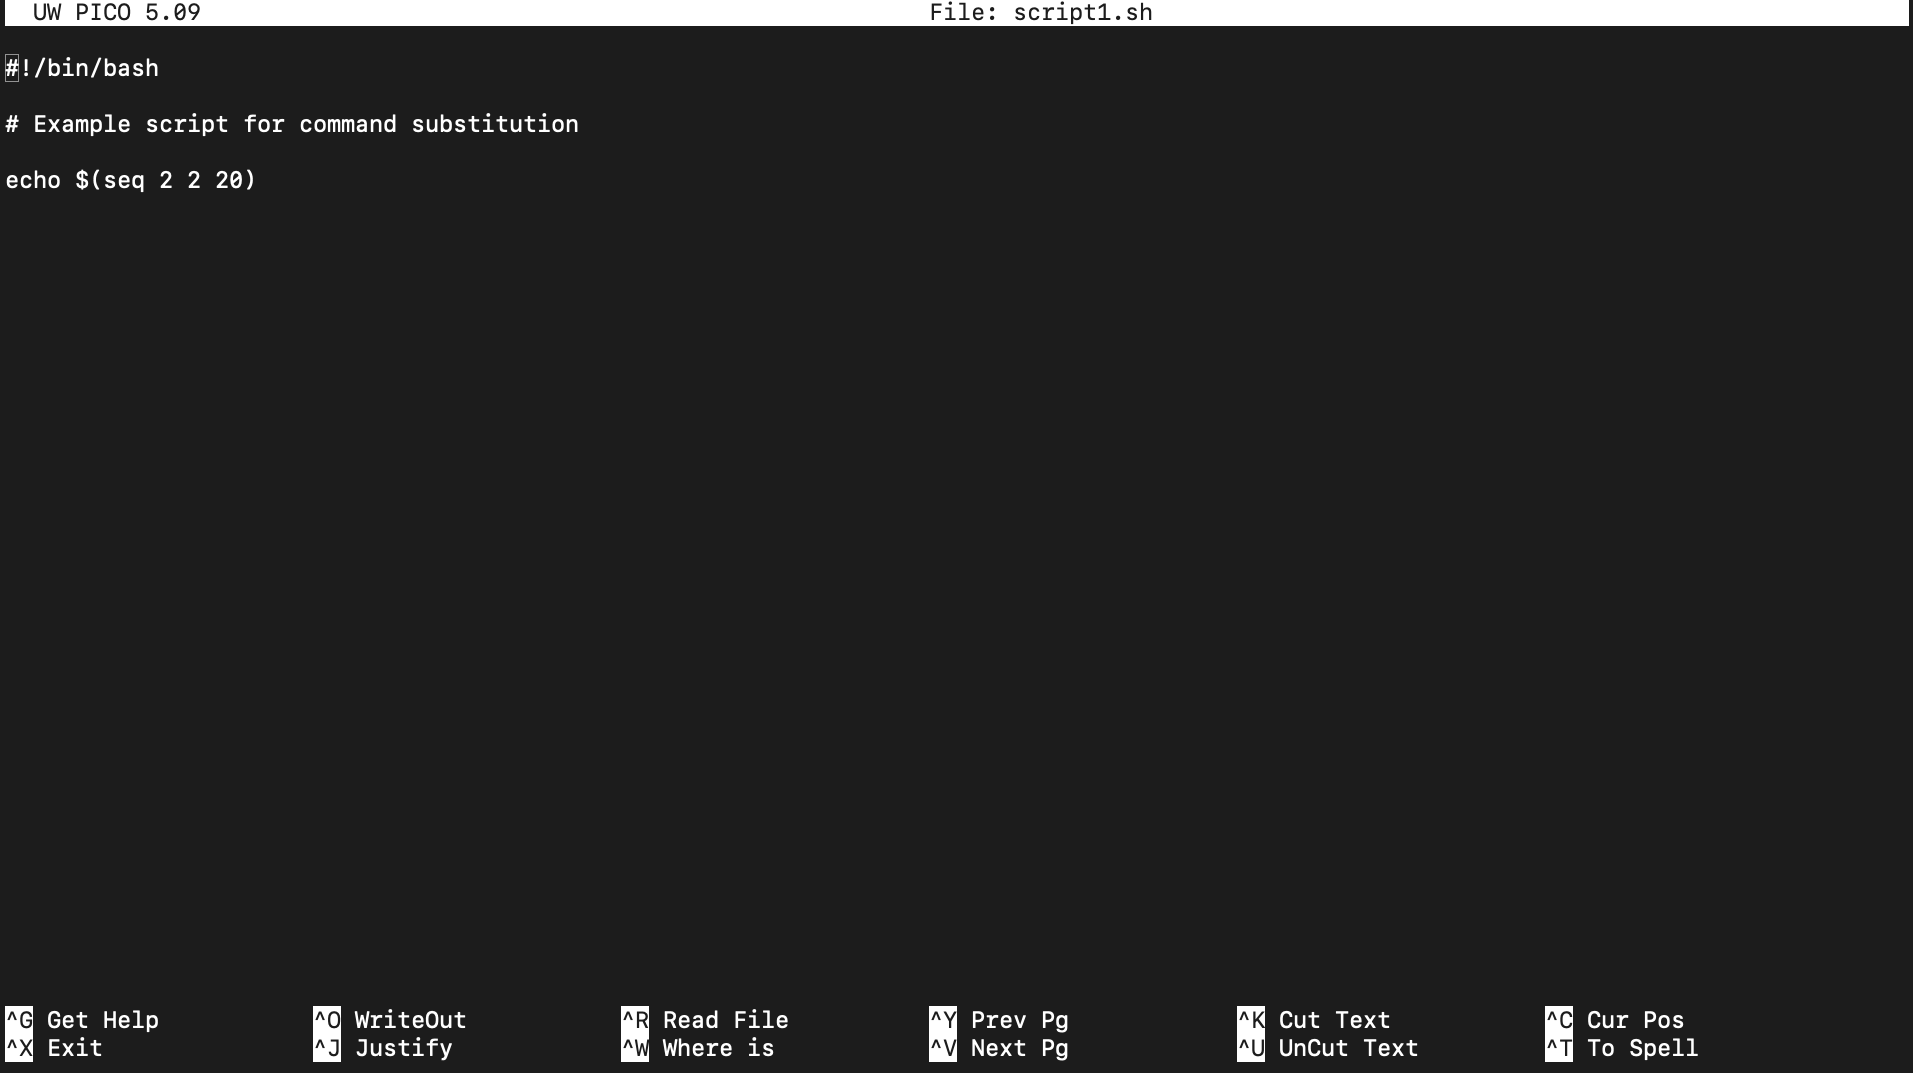 UW PICO 5.09 File: script1.sh
#!/bin/bash
# Example script for command substitution
echo $(seq 2 2 20)
^G Get Help ^O WriteOut ^R Read File ^Y Prev Pg ^K Cut Text ^C Cur Pos
^X Exit ^J Justify ^W Where is ^V Next Pg ^U UnCut Text ^T To Spell